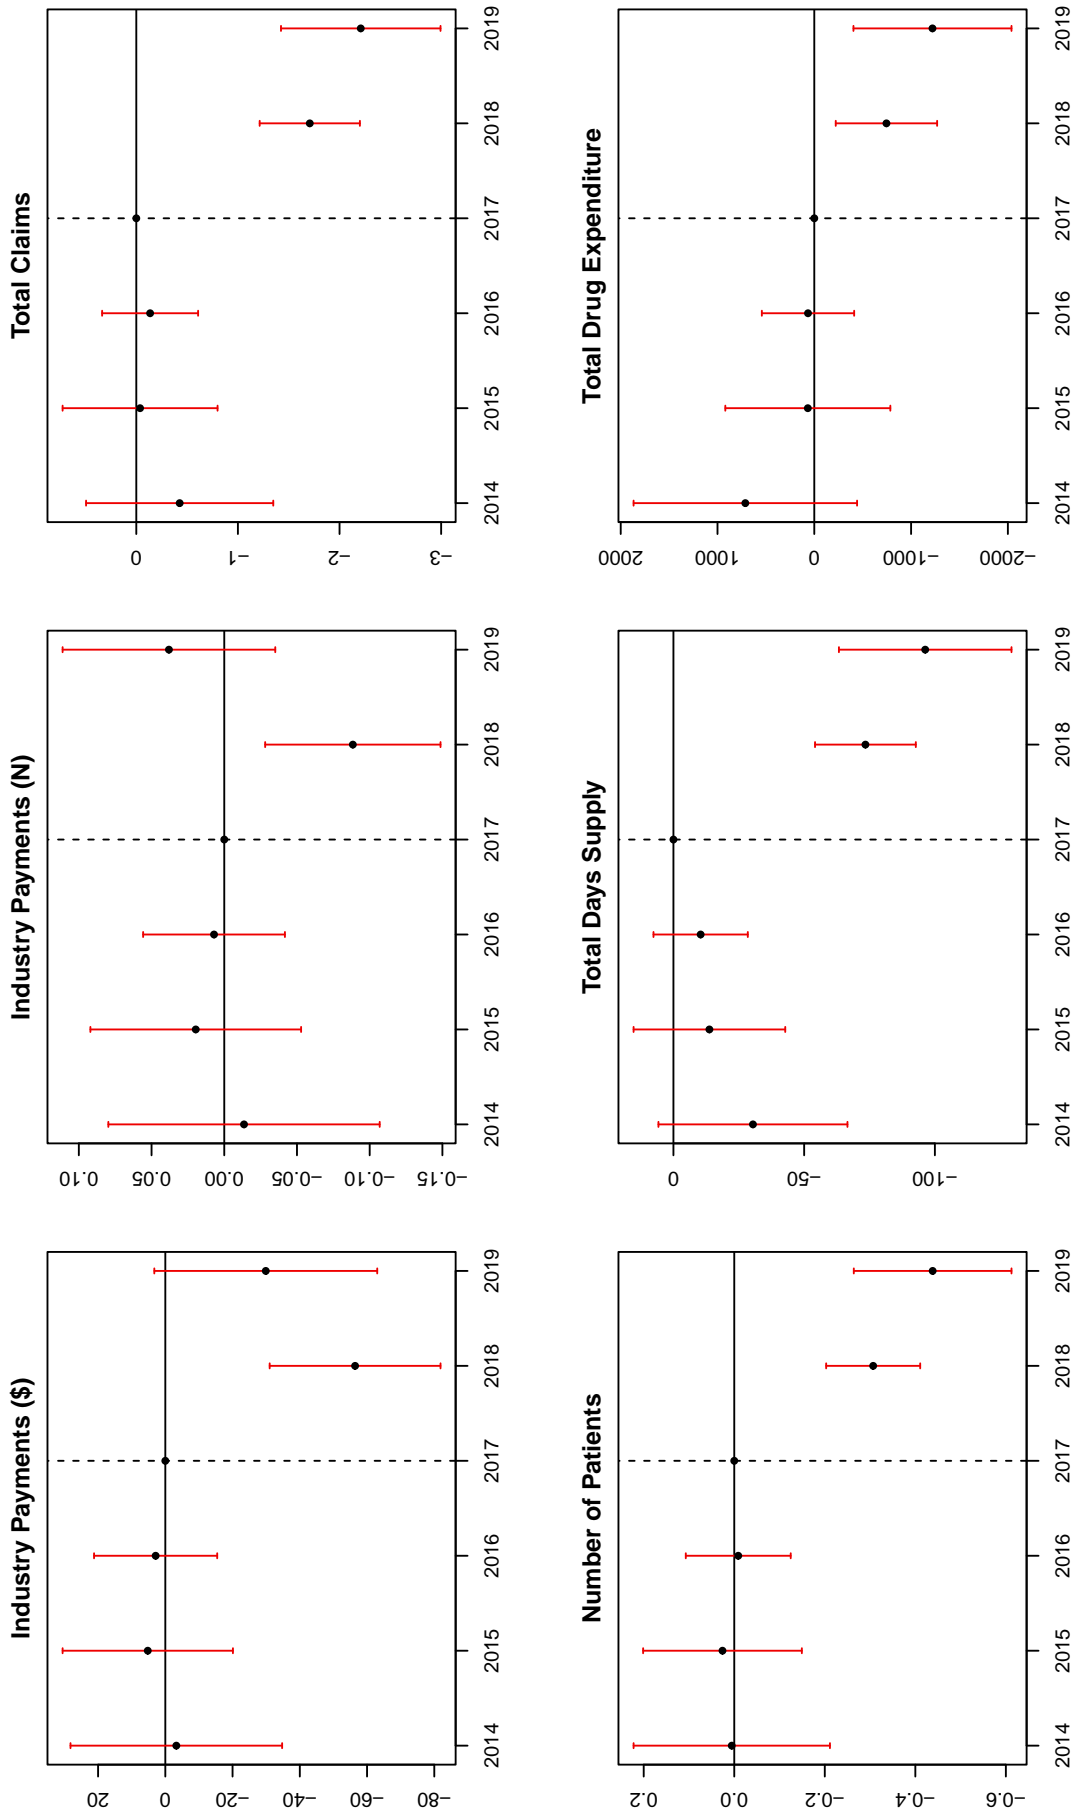 Industry Payments ($)
20
0
−20
−40
−60
−80
2014 2015 2016 2017 2018 2019
Industry Payments (N)
0.10
0.05
0.00
−0.05
−0.10
−0.15
2014 2015 2016 2017 2018 2019
Total Claims
0
−1
−2
−3
2014 2015 2016 2017 2018 2019
Number of Patients
0.2
0.0
−0.2
−0.4
−0.6
2014 2015 2016 2017 2018 2019
Total Days Supply
0
−50
−100
2014 2015 2016 2017 2018 2019
Total Drug Expenditure
2000
1000
0
−1000
−2000
2014 2015 2016 2017 2018 2019